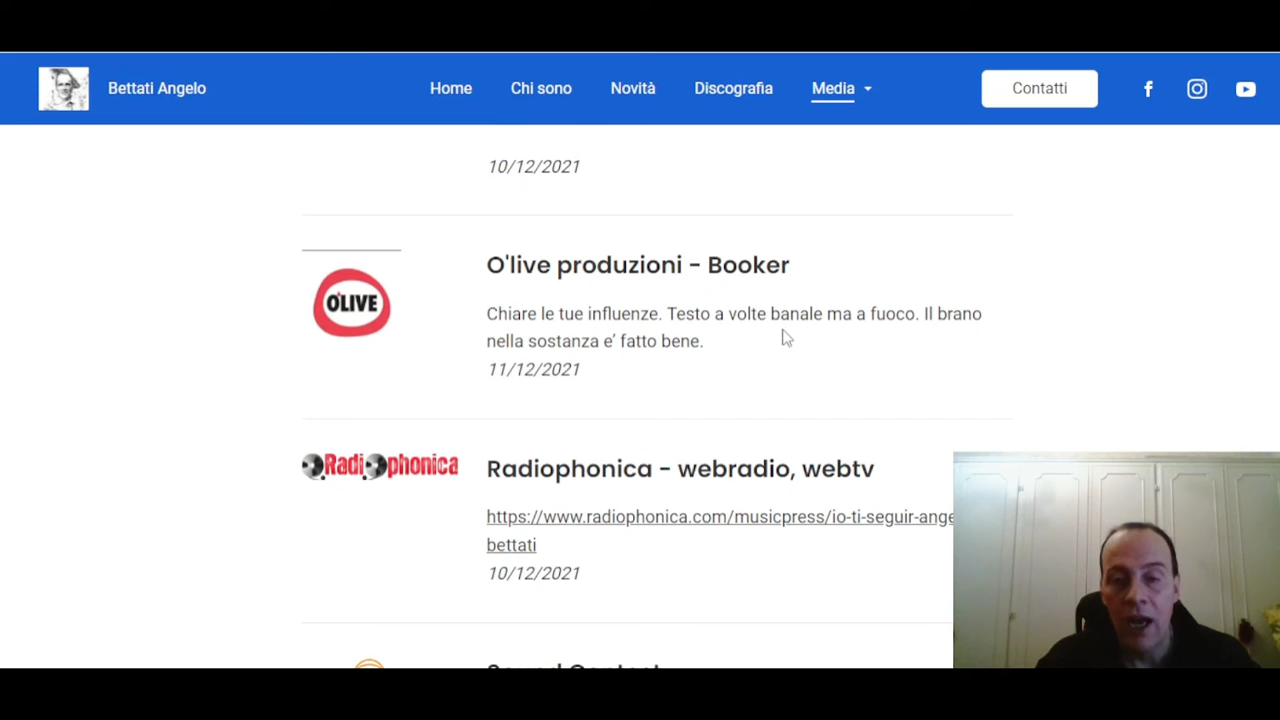 Bettati Angelo
Home
Chi sono
Novità
Discografia
Media
Contatti
10/12/2021
O'LIVE
O'live produzioni - Booker
Chiare le tue influenze. Testo a volte banale ma a fuoco. Il brano
nella sostanza e’ fatto bene.
11/12/2021
Radiophonica
Radiophonica - webradio, webtv
https://www.radiophonica.com/musicpress/io-ti-seguir-ange
bettati
10/12/2021